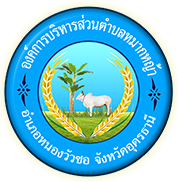 องค์การบริหารส่วนตำบลหมากหญ้า
อำเภอหนองวัวซอ จังหวัดอุดรธานี